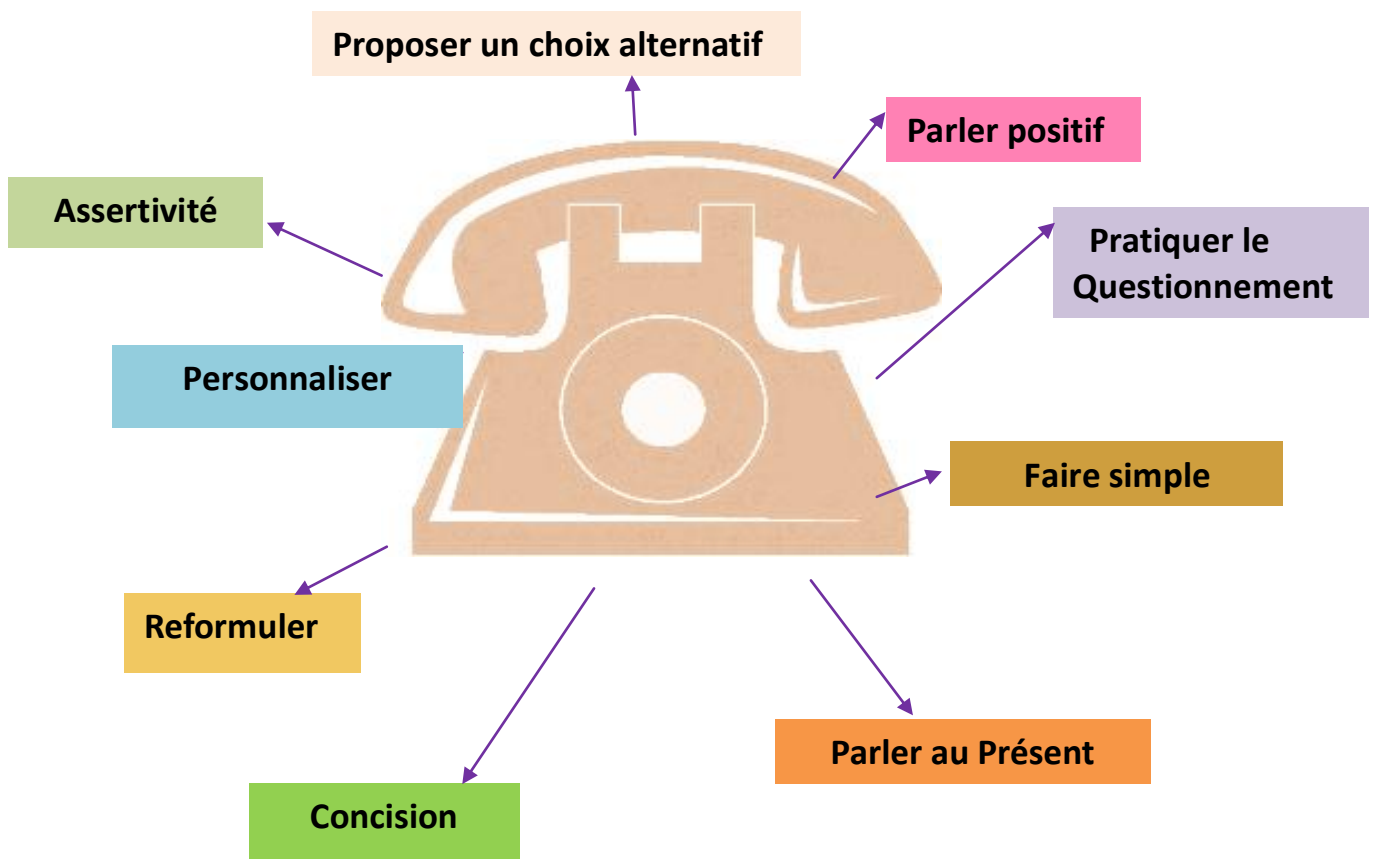 Proposer un choix alternatif
Parler positif
Assertivité
Pratiquer le
Questionnement
Personnaliser
Faire simple
Reformuler
Parler au Présent
Concision